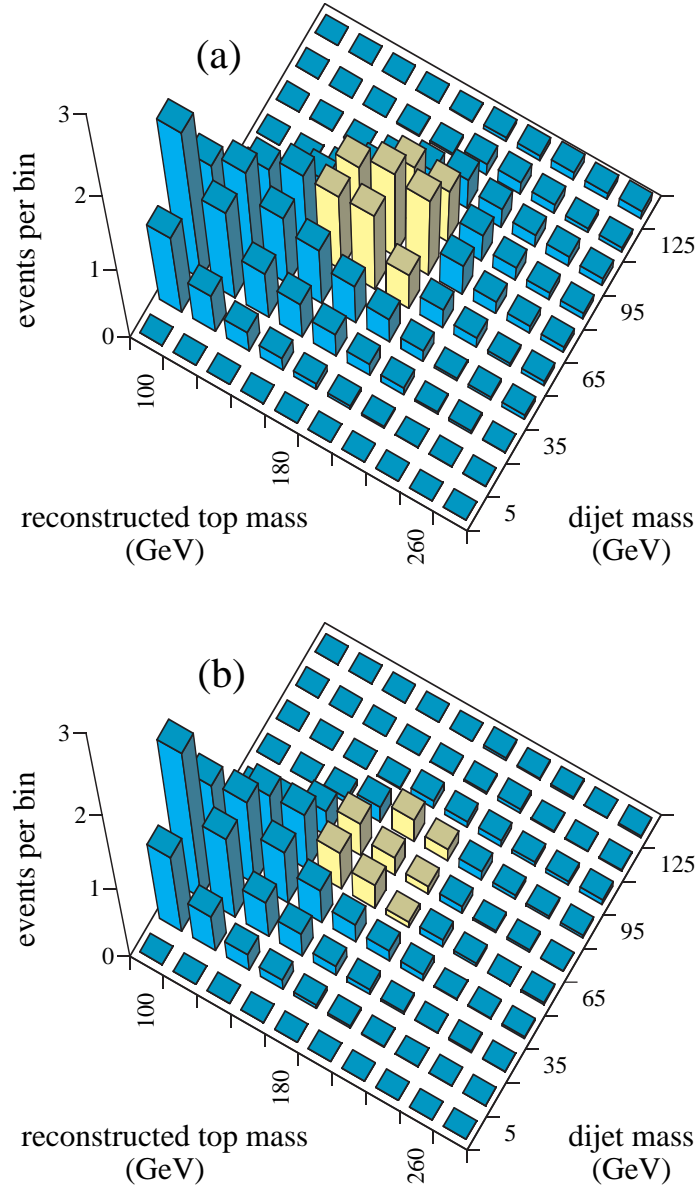 (a)
3
2
1
0
events per bin
100
180
260
reconstructed top mass
(GeV)
5
35
65
95
125
dijet mass
(GeV)
(b)
3
2
1
0
events per bin
100
180
260
reconstructed top mass
(GeV)
5
35
65
95
125
dijet mass
(GeV)